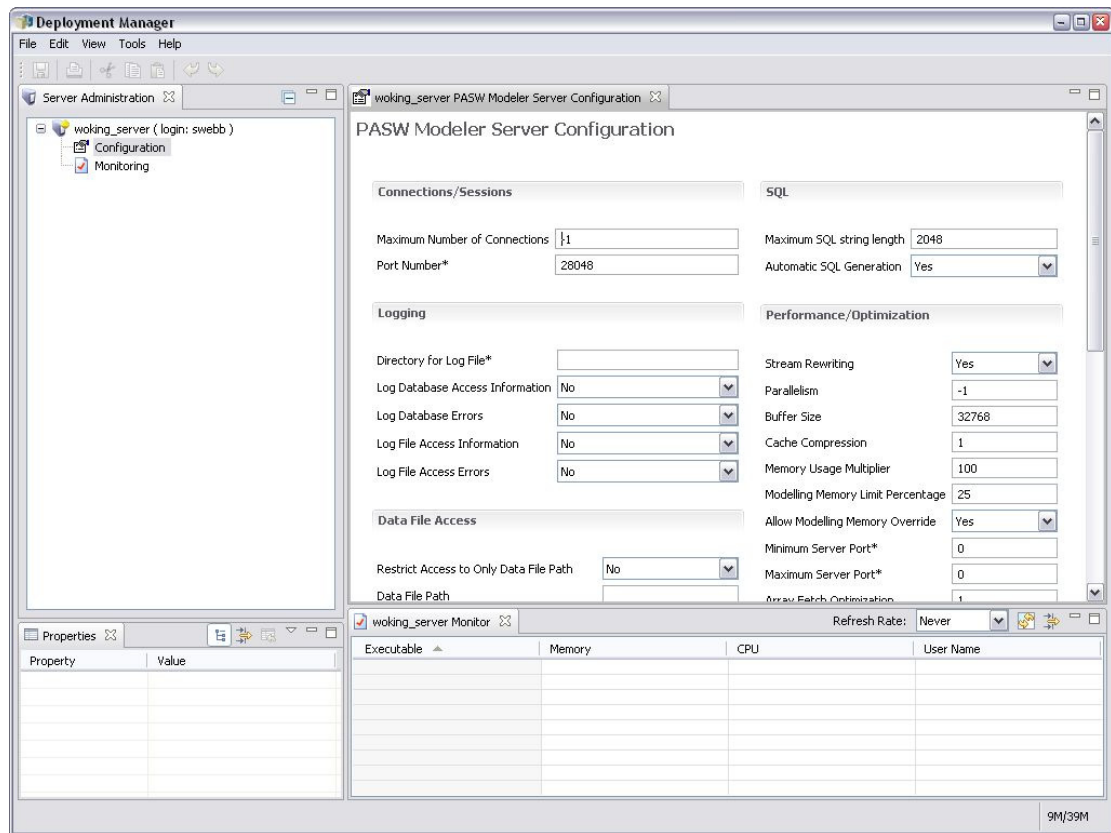 Deployment Manager
File Edit View Tools Help
Server Administration
woking_server ( login: swebb )
Configuration
Monitoring
woking_server PASW Modeler Server Configuration
PASW Modeler Server Configuration
Connections/Sessions
Maximum Number of Connections -1
Port Number* 28048
Logging
Directory for Log File*
Log Database Access Information No
Log Database Errors No
Log File Access Information No
Log File Access Errors No
Data File Access
Restrict Access to Only Data File Path No
Data File Path
SQL
Maximum SQL string length 2048
Automatic SQL Generation Yes
Performance/Optimization
Stream Rewriting Yes
Parallelism -1
Buffer Size 32768
Cache Compression 1
Memory Usage Multiplier 100
Modelling Memory Limit Percentage 25
Allow Modelling Memory Override Yes
Minimum Server Port* 0
Maximum Server Port* 0
Array Fetch Optimization 1
Properties
Property Value
woking_server Monitor
Refresh Rate: Never
Executable Memory CPU User Name
9M/39M